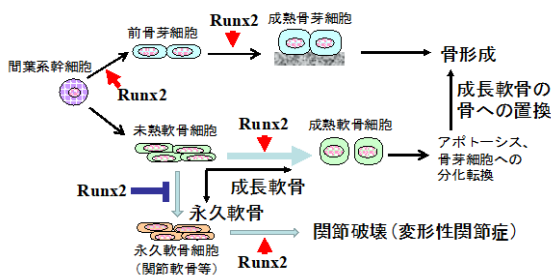 Runx2
前骨芽細胞
成熟骨芽細胞
骨形成
間葉系幹細胞
Runx2
成長軟骨の
骨への置換
未熟軟骨細胞
Runx2
成熟軟骨細胞
アポトーシス、
骨芽細胞への
分化転換
Runx2
成長軟骨
永久軟骨
永久軟骨細胞
(関節軟骨等)
関節破壊(変形性関節症)
Runx2